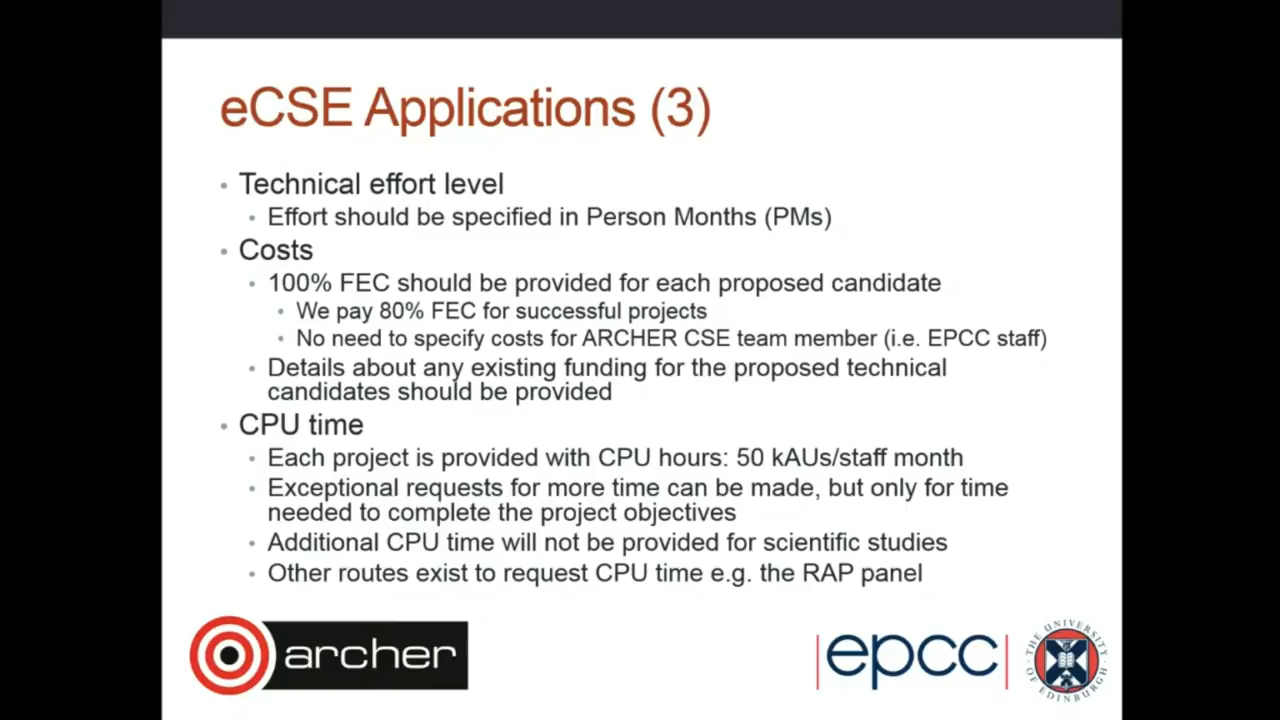 eCSE Applications (3)
• Technical effort level
• Effort should be specified in Person Months (PMs)
• Costs
• 100% FEC should be provided for each proposed candidate
• We pay 80% FEC for successful projects
• No need to specify costs for ARCHER CSE team member (i.e. EPCC staff)
• Details about any existing funding for the proposed technical
candidates should be provided
• CPU time
• Each project is provided with CPU hours: 50 kAUs/staff month
• Exceptional requests for more time can be made, but only for time
needed to complete the project objectives
• Additional CPU time will not be provided for scientific studies
• Other routes exist to request CPU time e.g. the RAP panel
archer
epcc
THE UNIVERSITY
OF EDINBURGH